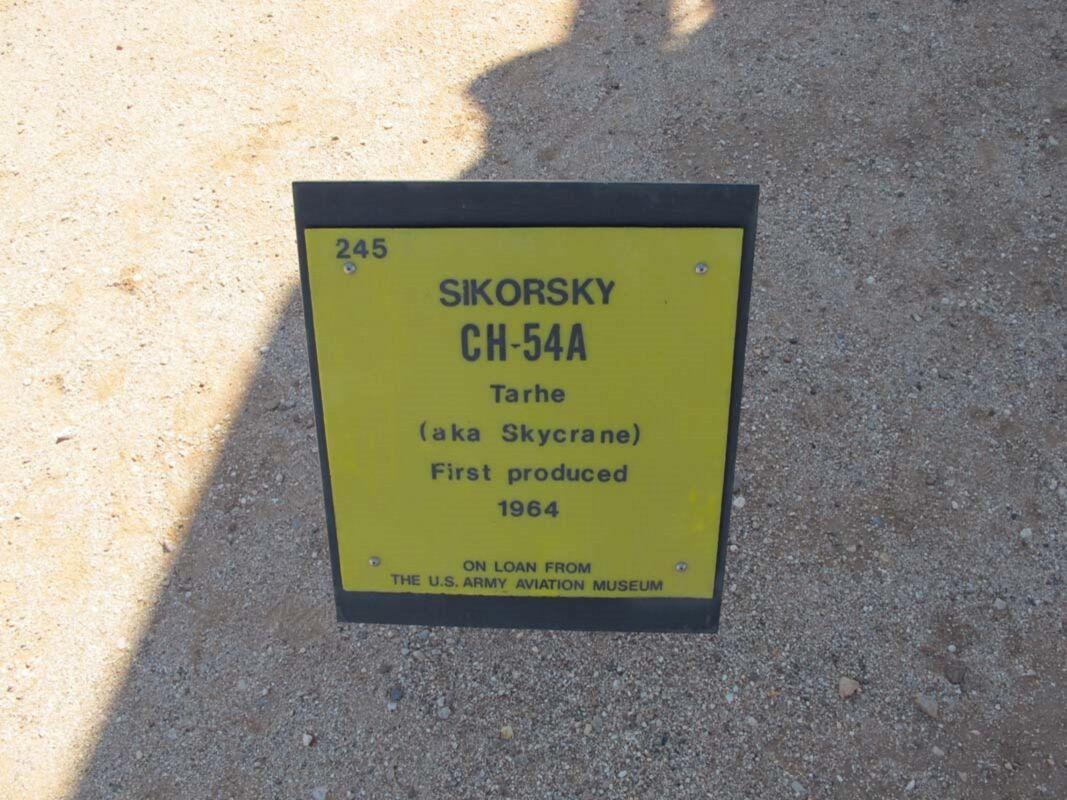 245
SIKORSKY
CH-54A
Tarhe
(aka Skycrane)
First produced
1964
ON LOAN FROM
THE U.S. ARMY AVIATION MUSEUM